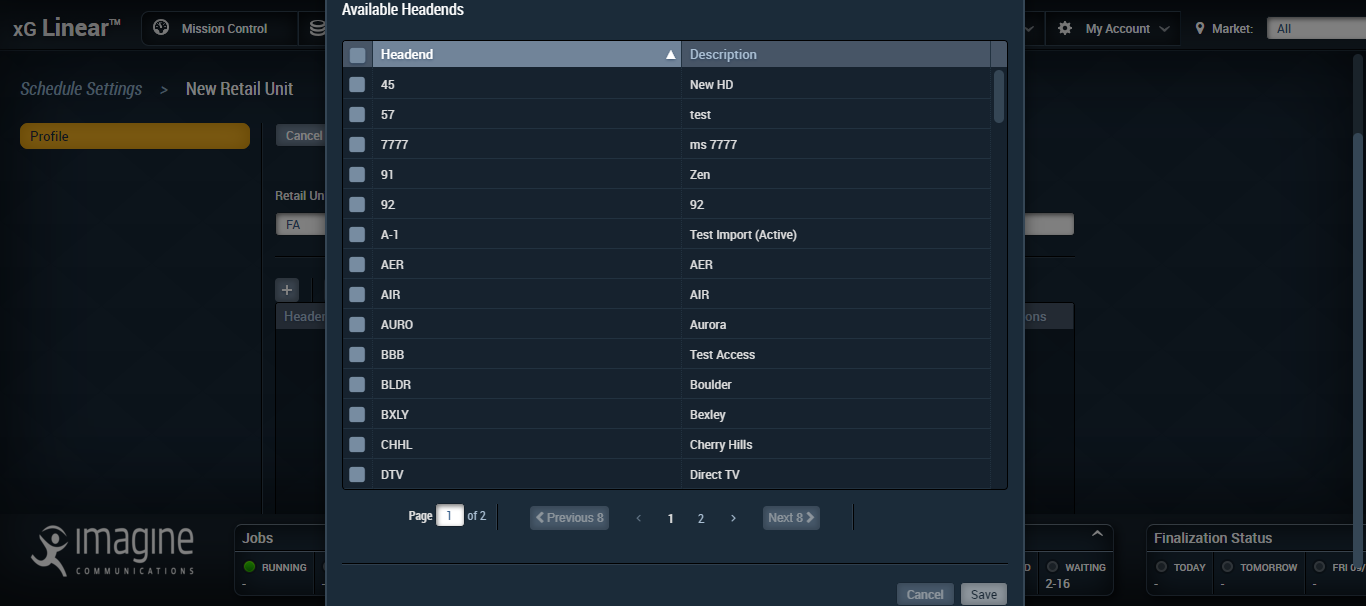 Available Headends
xG Linear™
Mission Control
My Account
Market:
All
Schedule Settings > New Retail Unit
Profile
Cancel
Retail Un
FA
+
Header
ons
Headend Description
45 New HD
57 test
7777 ms 7777
91 Zen
92 92
A-1 Test Import (Active)
AER AER
AIR AIR
AURO Aurora
BBB Test Access
BLDR Boulder
BXLY Bexley
CHHL Cherry Hills
DTV Direct TV
Page 1 of 2 Previous 8 1 2 Next 8
Cancel Save
imagine
COMMUNICATIONS
Jobs
RUNNING
-
D
WAITING
2-16
Finalization Status
TODAY TOMORROW FRI
- - -